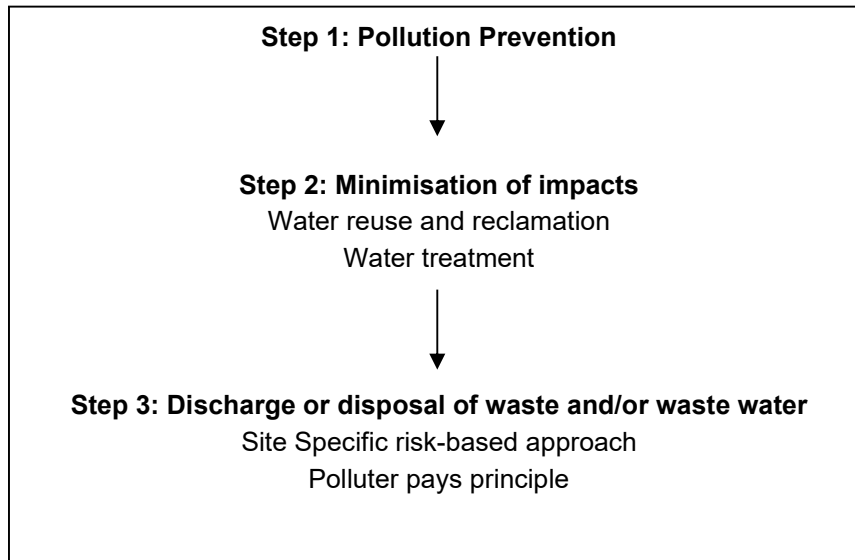 Step 1: Pollution Prevention
Step 2: Minimisation of impacts
Water reuse and reclamation
Water treatment
Step 3: Discharge or disposal of waste and/or waste water
Site Specific risk-based approach
Polluter pays principle